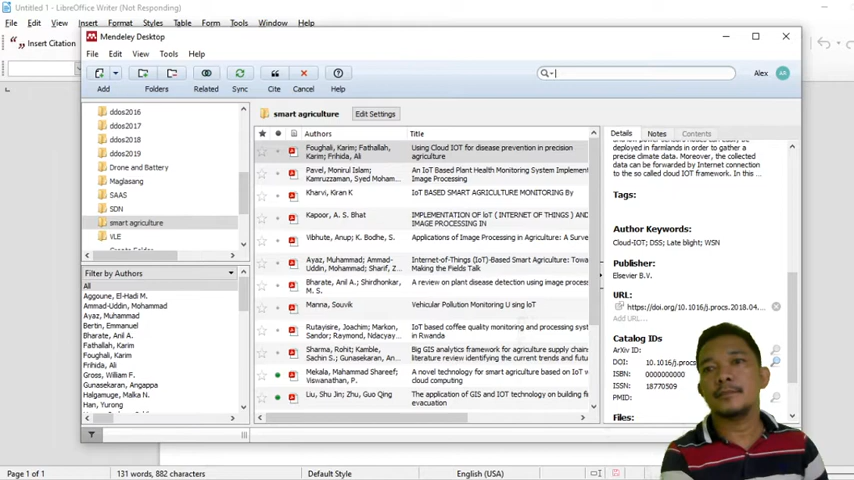 Untitled 1 - LibreOffice Writer (Not Responding)
File Edit View Insert Format Styles Table Form Tools Window Help
Insert Citation
Mendeley Desktop
File Edit View Tools Help
Add Folders Related Sync Cite Cancel Help
Alex
AR
ddos2016
ddos2017
ddos2018
ddos2019
Drone and Battery
Maglasang
SAAS
SDN
smart agriculture
VLE
Create Folder
Filter by Authors
All
Aggoune, El-Hadi M.
Ammad-Uddin, Mohammad
Ayaz, Muhammad
Bertin, Emmanuel
Bharate, Anil A.
Fathallah, Karim
Foughali, Karim
Frihida, Ali
Gross, William F.
Gunasekaran, Angappa
Halgamuge, Malka N.
Han, Yurong
smart agriculture Edit Settings
Authors Title
Foughali, Karim; Fathallah, Karim; Frihida, Ali
Using Cloud IOT for disease prevention in precision agriculture
Pavel, Monirul Islam; Kamruzzaman, Syed Moham...
An IoT Based Plant Health Monitoring System Implement
Image Processing
Kharvi, Kiran K
IoT BASED SMART AGRICULTURE MONITORING By
Kapoor, A. S. Bhat
IMPLEMENTATION OF IoT ( INTERNET OF THINGS ) AND
IMAGE PROCESSING IN
Vibhute, Anup; K. Bodhe, S.
Applications of Image Processing in Agriculture: A Surve
Ayaz, Muhammad; Ammad-Uddin, Mohammad; Sharif, Z...
Internet-of-Things (IoT)-Based Smart Agriculture: Towa
Making the Fields Talk
Bharate, Anil A.; Shirdhonkar, M. S.
A review on plant disease detection using image process
Manna, Souvik
Vehicular Pollution Monitoring U sing IoT
Rutayisire, Joachim; Markon, Sandor; Raymond, Ndacyay...
IoT based coffee quality monitoring and processing syst
in Rwanda
Sharma, Rohit; Kamble, Sachin S.; Gunasekaran, An...
Big GIS analytics framework for agriculture supply chains
literature review identifying the current trends and futur
Mekala, Mahammad Shareef; Viswanathan, P.
A novel technology for smart agriculture based on IoT w
cloud computing
Liu, Shu Jin; Zhu, Guo Qing
The application of GIS and IOT technology on building fi
evacuation
Details Notes Contents
deployed in farmlands in order to gather a
precise climate data. Moreover, the collected
data can be forwarded by Internet connection
to the so called cloud IOT framework. In this ...
Tags:
Author Keywords:
Cloud-IOT; DSS; Late blight; WSN
Publisher:
Elsevier B.V.
URL:
https://doi.org/10.1016/j.procs.2018.04....
Add URL...
Catalog IDs
ArXiv ID:
DOI: 10.1016/j.procs
ISBN: 0000000000
ISSN: 18770509
PMID:
Files:
Page 1 of 1
131 words, 882 characters
Default Style
English (USA)